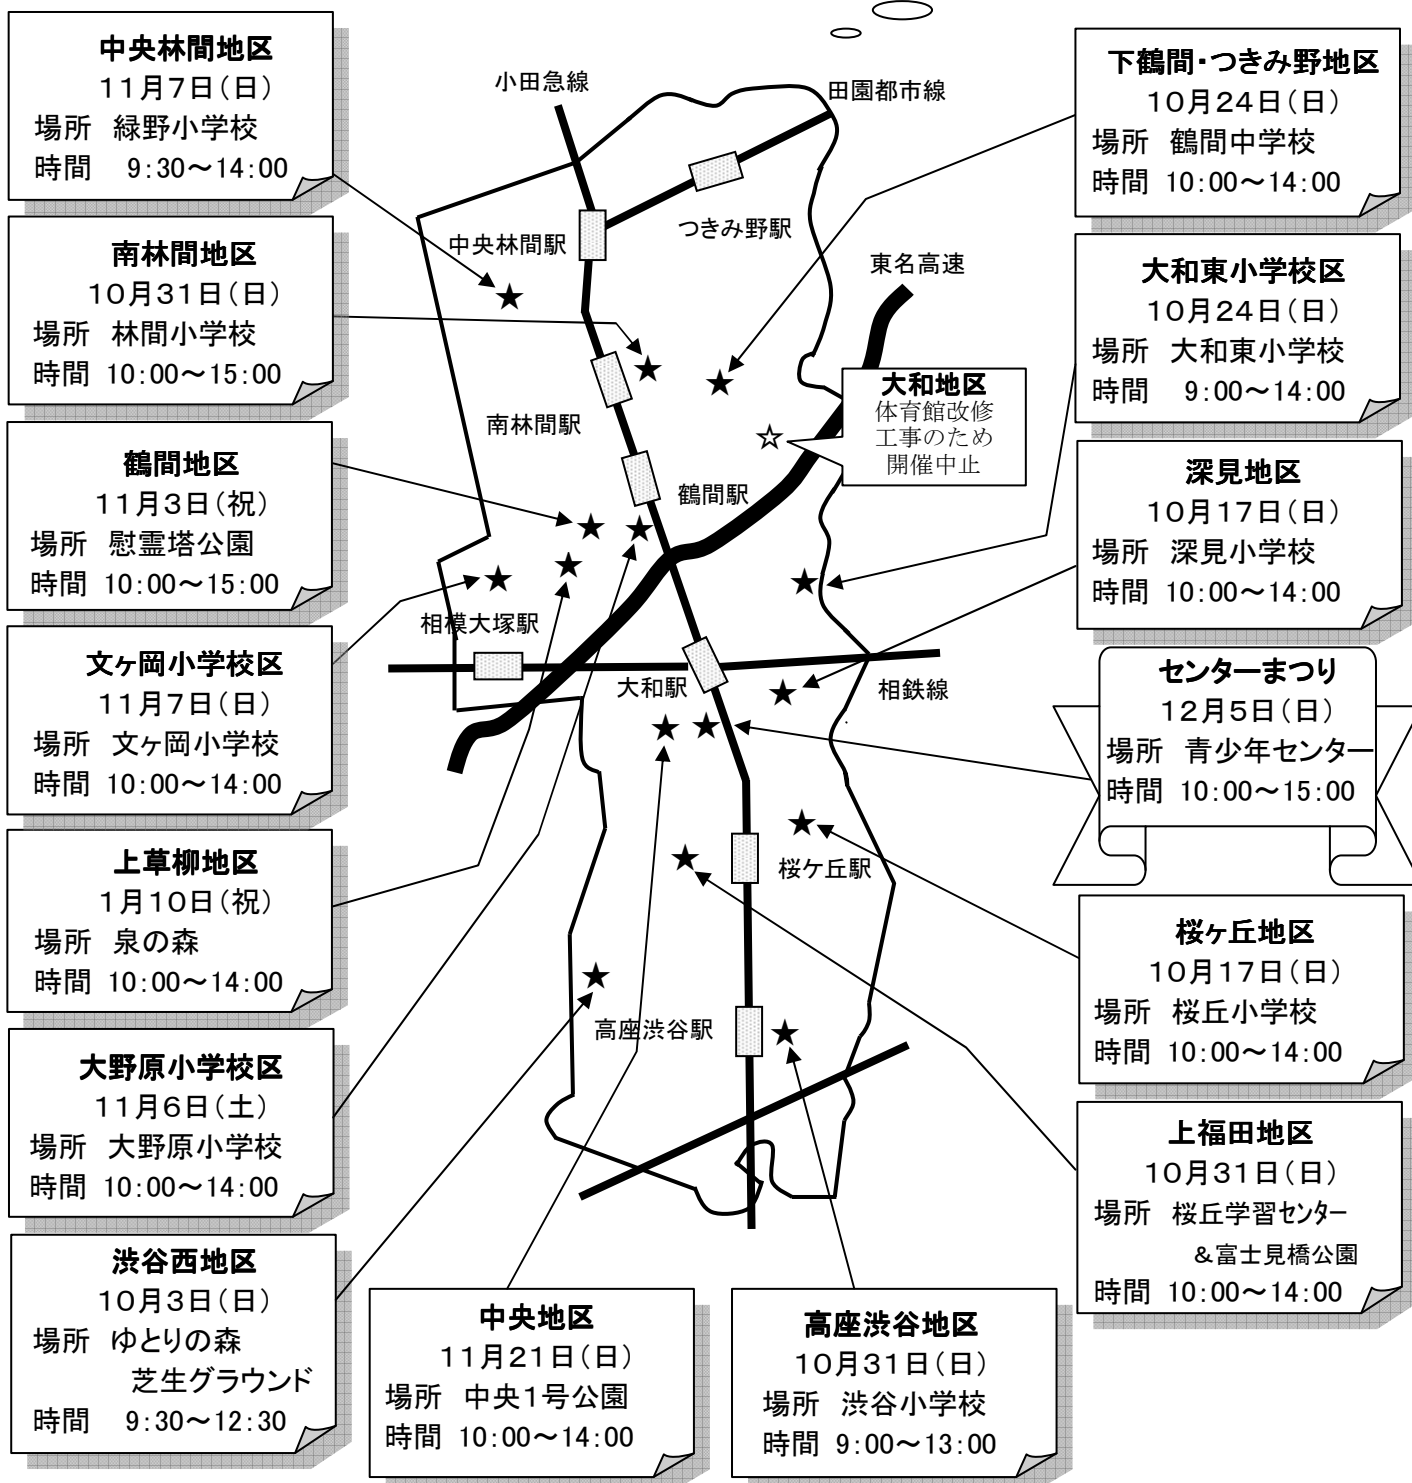 中央林間地区
11月7日(日)
場所 緑野小学校
時間 9:30～14:00
南林間地区
10月31日(日)
場所 林間小学校
時間 10:00～15:00
鶴間地区
11月3日(祝)
場所 慰霊塔公園
時間 10:00～15:00
文ヶ岡小学校区
11月7日(日)
場所 文ヶ岡小学校
時間 10:00～14:00
上草柳地区
1月10日(祝)
場所 泉の森
時間 10:00～14:00
大野原小学校区
11月6日(土)
場所 大野原小学校
時間 10:00～14:00
渋谷西地区
10月3日(日)
場所 ゆとりの森
芝生グラウンド
時間 9:30～12:30
小田急線
田園都市線
中央林間駅
つきみ野駅
東名高速
南林間駅
大和地区
体育館改修
工事のため
開催中止
鶴間駅
相模大塚駅
大和駅
相鉄線
桜ケ丘駅
高座渋谷駅
中央地区
11月21日(日)
場所 中央1号公園
時間 10:00～14:00
高座渋谷地区
10月31日(日)
場所 渋谷小学校
時間 9:00～13:00
下鶴間・つきみ野地区
10月24日(日)
場所 鶴間中学校
時間 10:00～14:00
大和東小学校区
10月24日(日)
場所 大和東小学校
時間 9:00～14:00
深見地区
10月17日(日)
場所 深見小学校
時間 10:00～14:00
センターまつり
12月5日(日)
場所 青少年センター
時間 10:00～15:00
桜ヶ丘地区
10月17日(日)
場所 桜丘小学校
時間 10:00～14:00
上福田地区
10月31日(日)
場所 桜丘学習センター
＆富士見橋公園
時間 10:00～14:00